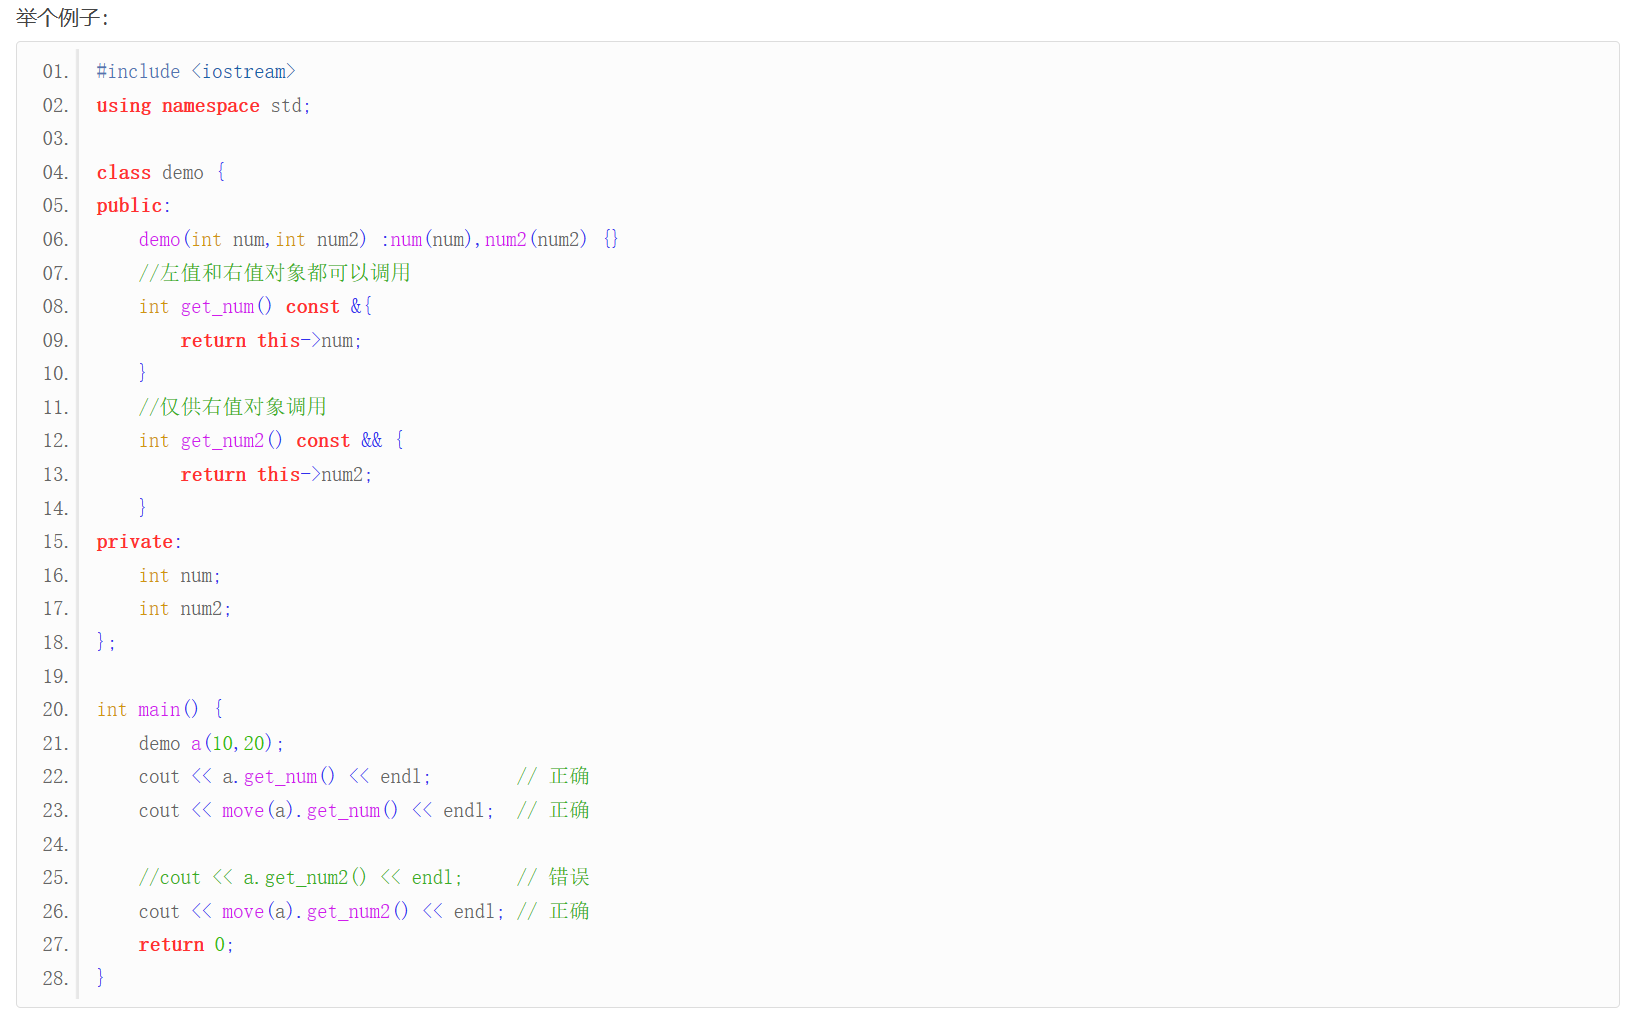 举个例子：
01. #include <iostream>
02. using namespace std;
03.
04. class demo {
05. public:
06.     demo(int num,int num2) :num(num),num2(num2) {}
07.     //左值和右值对象都可以调用
08.     int get_num() const &{
09.         return this->num;
10.     }
11.     //仅供右值对象调用
12.     int get_num2() const && {
13.         return this->num2;
14.     }
15. private:
16.     int num;
17.     int num2;
18. };
19.
20. int main() {
21.     demo a(10,20);
22.     cout << a.get_num() << endl;        // 正确
23.     cout << move(a).get_num() << endl;  // 正确
24.
25.     //cout << a.get_num2() << endl;     // 错误
26.     cout << move(a).get_num2() << endl; // 正确
27.     return 0;
28. }